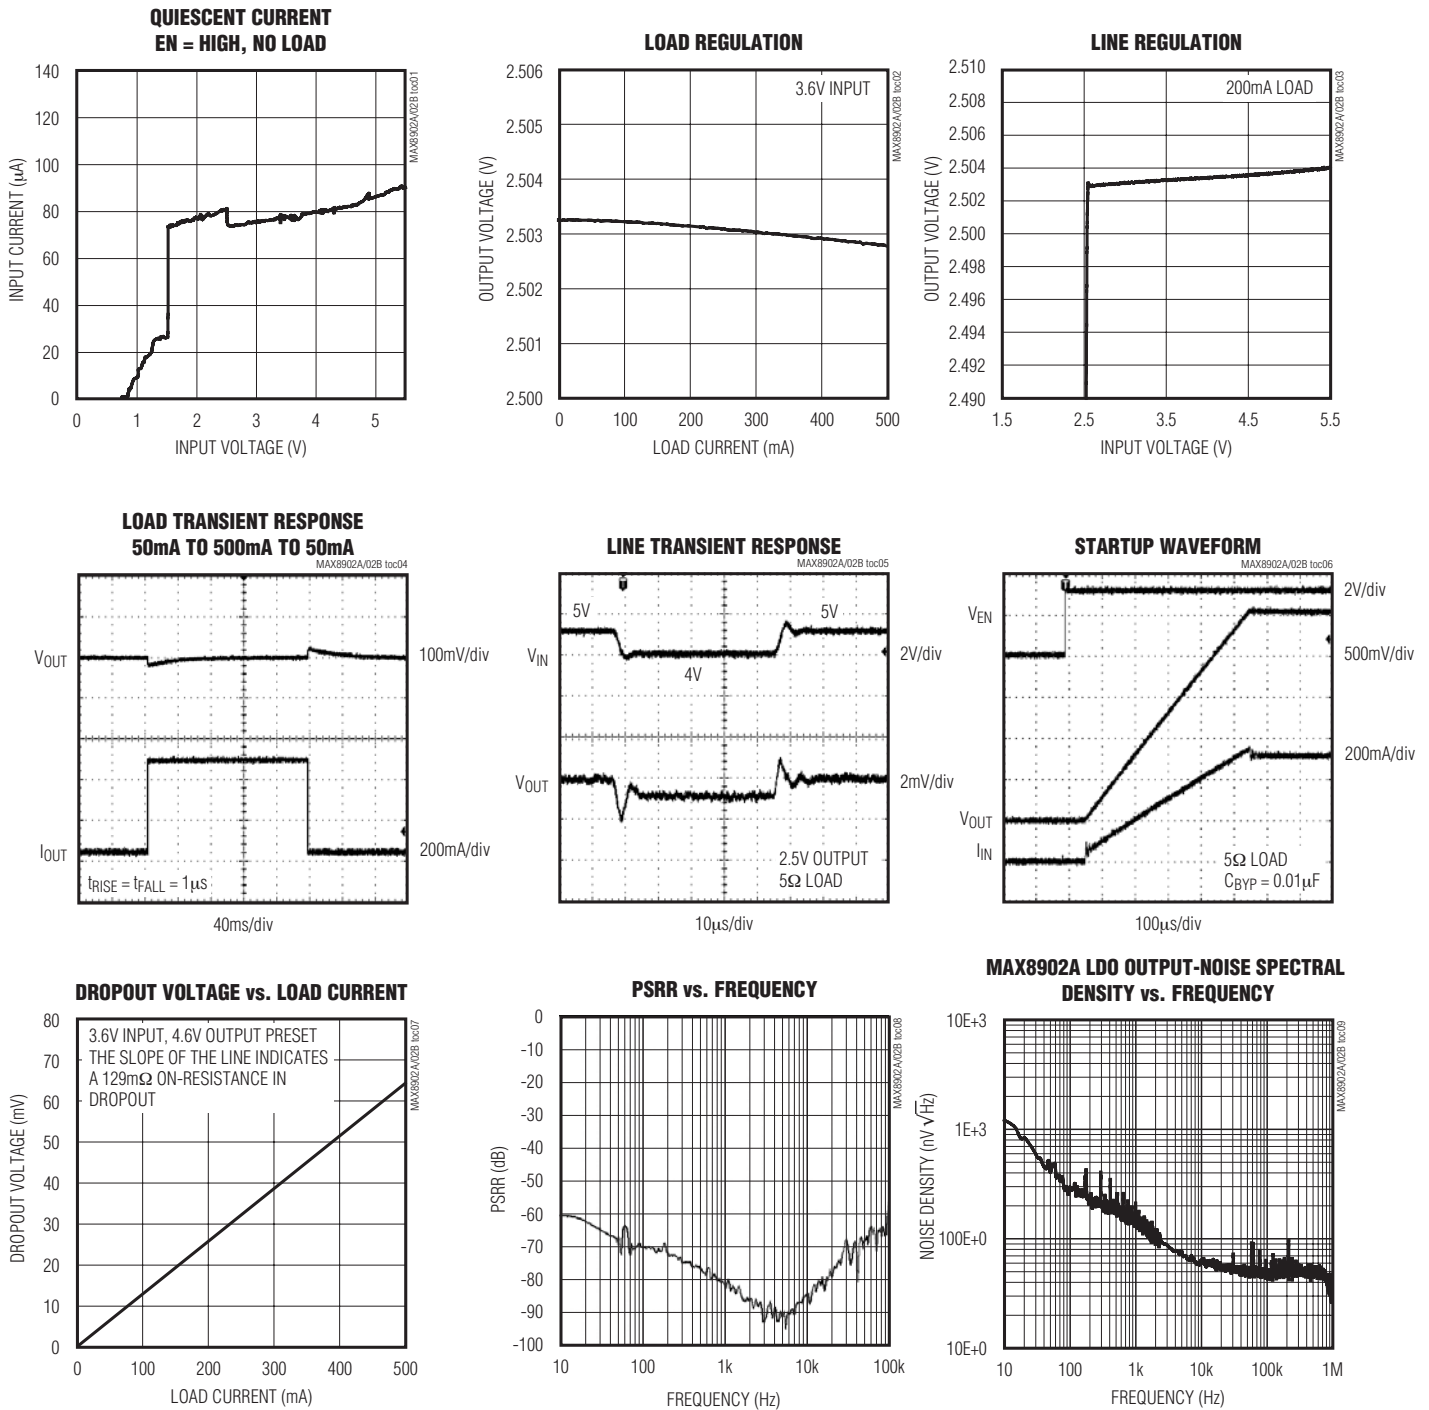 QUIESCENT CURRENT
EN = HIGH, NO LOAD
MAX8902A/02B toc01
140
120
100
80
60
40
20
0
INPUT CURRENT (µA)
0 1 2 3 4 5
INPUT VOLTAGE (V)
LOAD REGULATION
MAX8902A/02B toc02
3.6V INPUT
2.506
2.505
2.504
2.503
2.502
2.501
2.500
OUTPUT VOLTAGE (V)
0 100 200 300 400 500
LOAD CURRENT (mA)
LINE REGULATION
MAX8902A/02B toc03
200mA LOAD
2.510
2.508
2.506
2.504
2.502
2.500
2.498
2.496
2.494
2.492
2.490
OUTPUT VOLTAGE (V)
1.5 2.5 3.5 4.5 5.5
INPUT VOLTAGE (V)
LOAD TRANSIENT RESPONSE
50mA TO 500mA TO 50mA
MAX8902A/02B toc04
VOUT
100mV/div
IOUT
200mA/div
tRISE = tFALL = 1µs
40ms/div
LINE TRANSIENT RESPONSE
MAX8902A/02B toc05
5V 5V
VIN
2V/div
4V
VOUT
2mV/div
2.5V OUTPUT
5Ω LOAD
10µs/div
STARTUP WAVEFORM
MAX8902A/02B toc06
2V/div
VEN
500mV/div
200mA/div
VOUT
IIN
5Ω LOAD
CBYP = 0.01µF
100µs/div
DROPOUT VOLTAGE vs. LOAD CURRENT
MAX8902A/02B toc07
3.6V INPUT, 4.6V OUTPUT PRESET
THE SLOPE OF THE LINE INDICATES
A 129mΩ ON-RESISTANCE IN
DROPOUT
80
70
60
50
40
30
20
10
0
DROPOUT VOLTAGE (mV)
0 100 200 300 400 500
LOAD CURRENT (mA)
PSRR vs. FREQUENCY
MAX8902A/02B toc08
0
-10
-20
-30
-40
-50
-60
-70
-80
-90
-100
PSRR (dB)
10 100 1k 10k 100k
FREQUENCY (Hz)
MAX8902A LDO OUTPUT-NOISE SPECTRAL
DENSITY vs. FREQUENCY
MAX8902A/02B toc09
10E+3
1E+3
100E+0
10E+0
NOISE DENSITY (nV √Hz)
10 100 1k 10k 100k 1M
FREQUENCY (Hz)